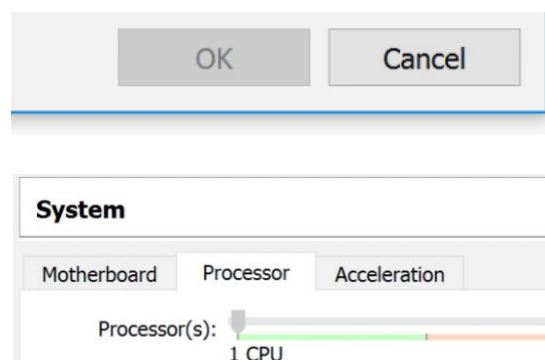 OK Cancel
System
Motherboard Processor Acceleration
Processor(s):
1 CPU